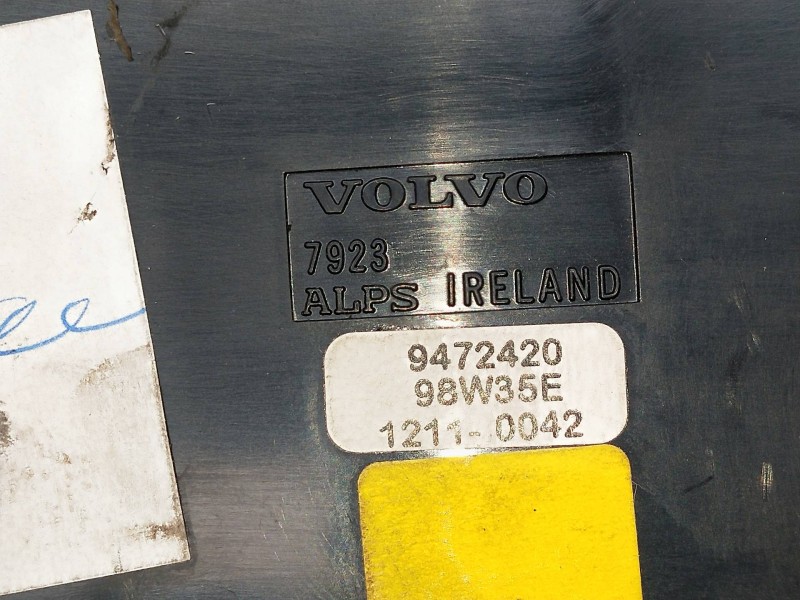 VOLVO
7923
ALPS IRELAND
9472420
98W35E
1211-0042